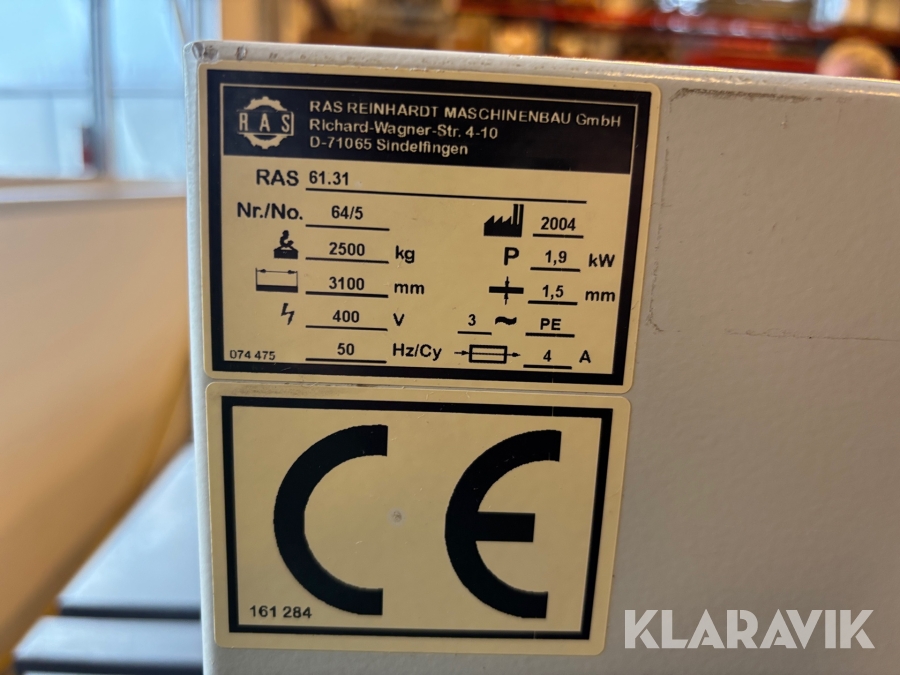 RAS
RAS REINHARDT MASCHINENBAU GmbH
Richard-Wagner-Str. 4-10
D-71065 Sindelfingen
RAS 61.31
Nr./No. 64/5
2004
2500 kg
P 1,9 kW
3100 mm
1,5 mm
400 V
3 ~ PE
074 475
50 Hz/Cy
4 A
CE
161 284
KLARAVIK